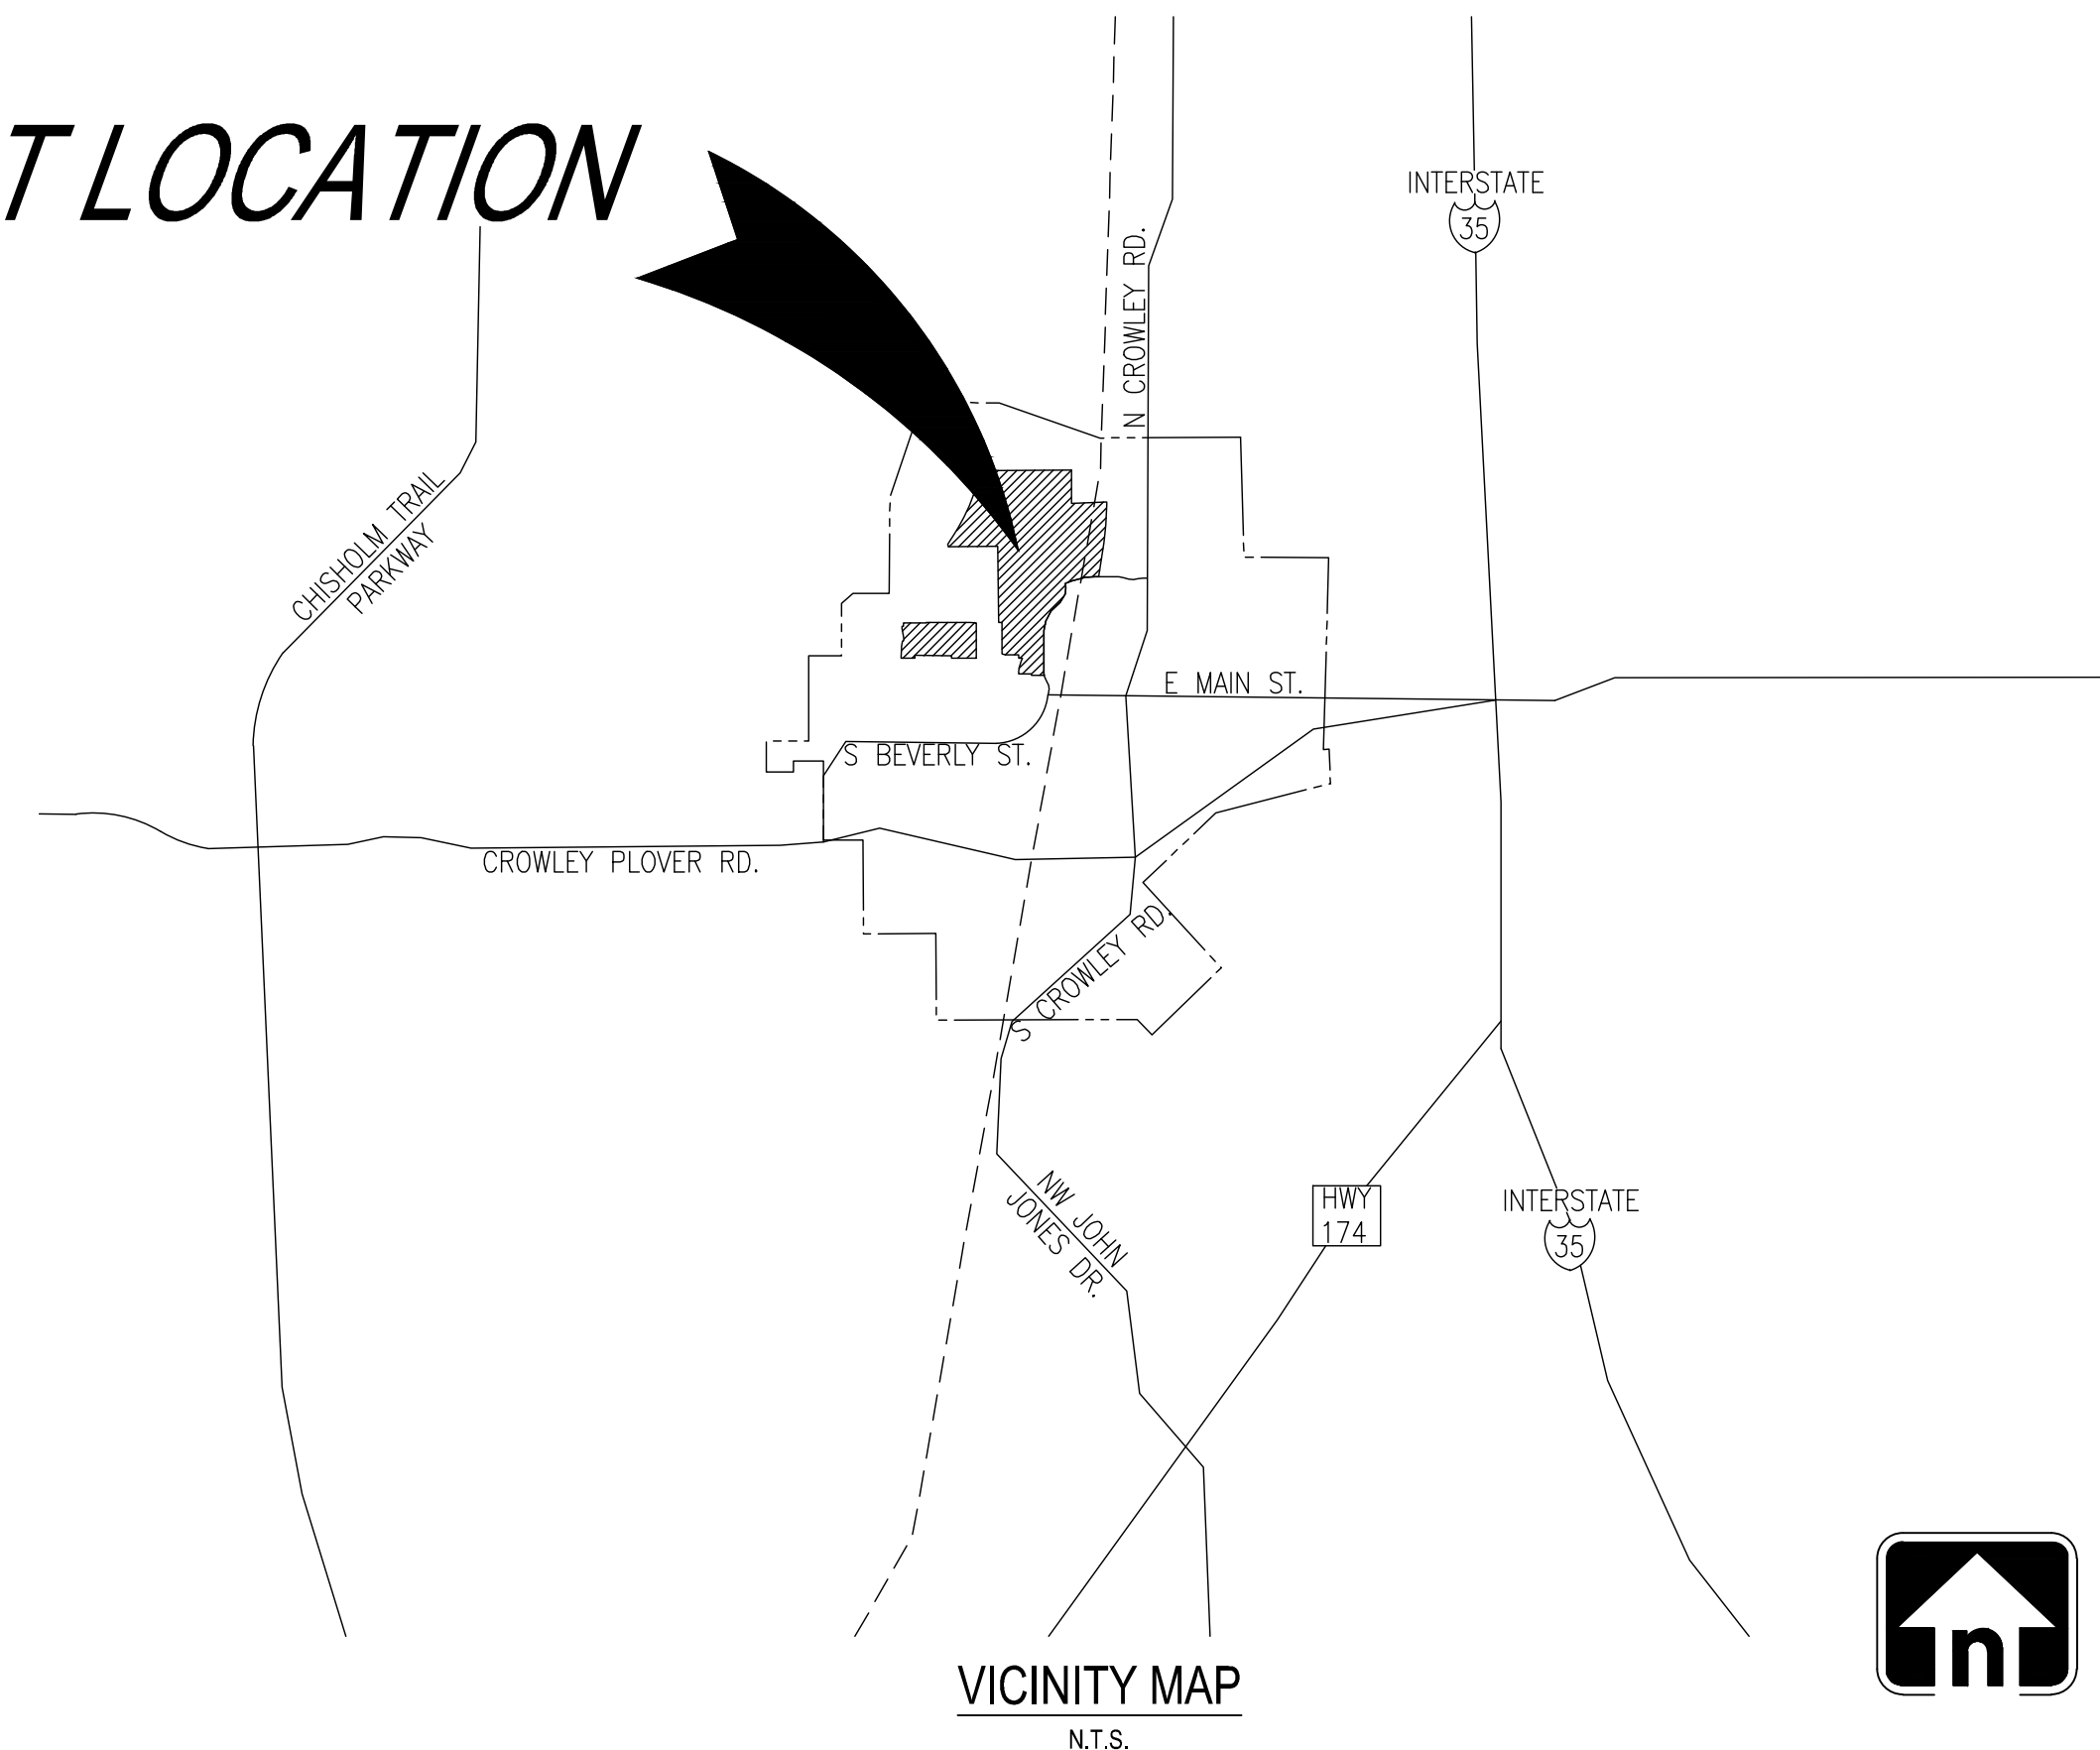 T LOCATION
INTERSTATE
35
N CROWLEY RD.
CHISHOLM TRAIL
PARKWAY
E MAIN ST.
S BEVERLY ST.
CROWLEY PLOVER RD.
S CROWLEY RD.
NW JOHN
JONES DR.
HWY
174
INTERSTATE
35
n
VICINITY MAP
N.T.S.